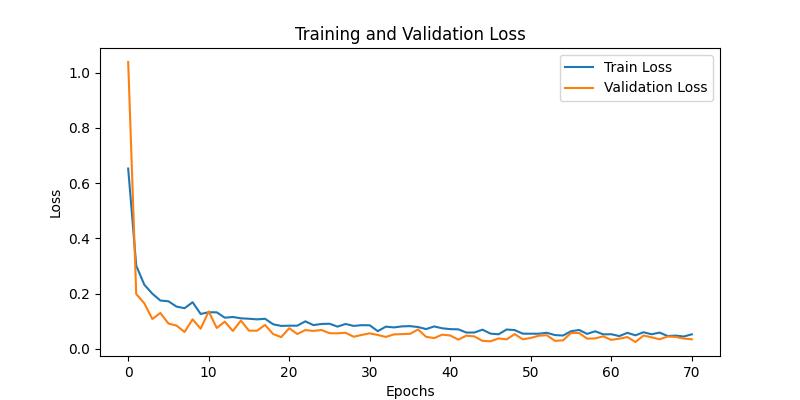 Training and Validation Loss
Train Loss
Validation Loss
1.0
0.8
0.6
0.4
0.2
0.0
Loss
0 10 20 30 40 50 60 70
Epochs